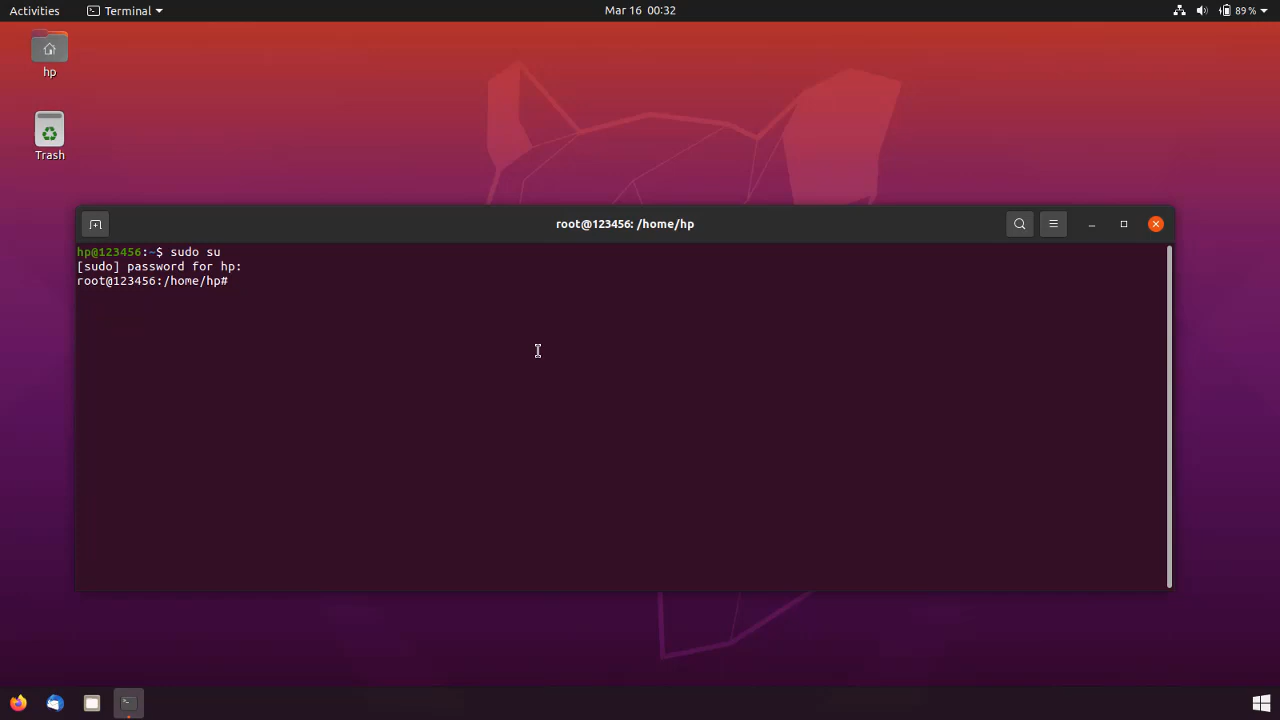 Activities
Terminal
Mar 16 00:32
89 %
hp
Trash
root@123456: /home/hp
hp@123456:~$ sudo su
[sudo] password for hp:
root@123456:/home/hp#